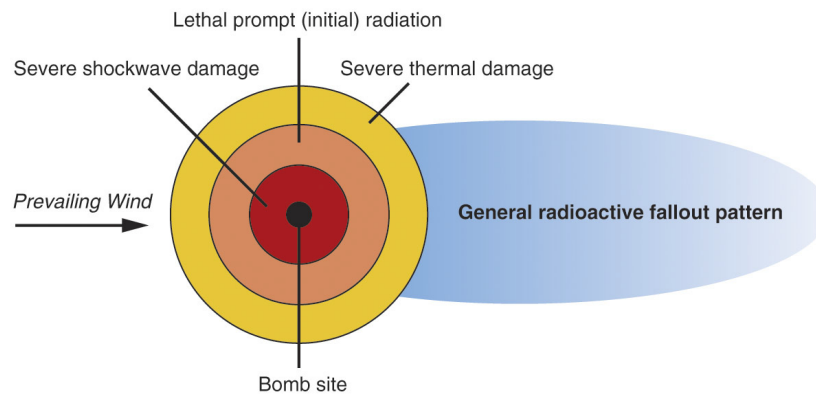 Lethal prompt (initial) radiation
Severe shockwave damage
Severe thermal damage
Prevailing Wind
General radioactive fallout pattern
Bomb site